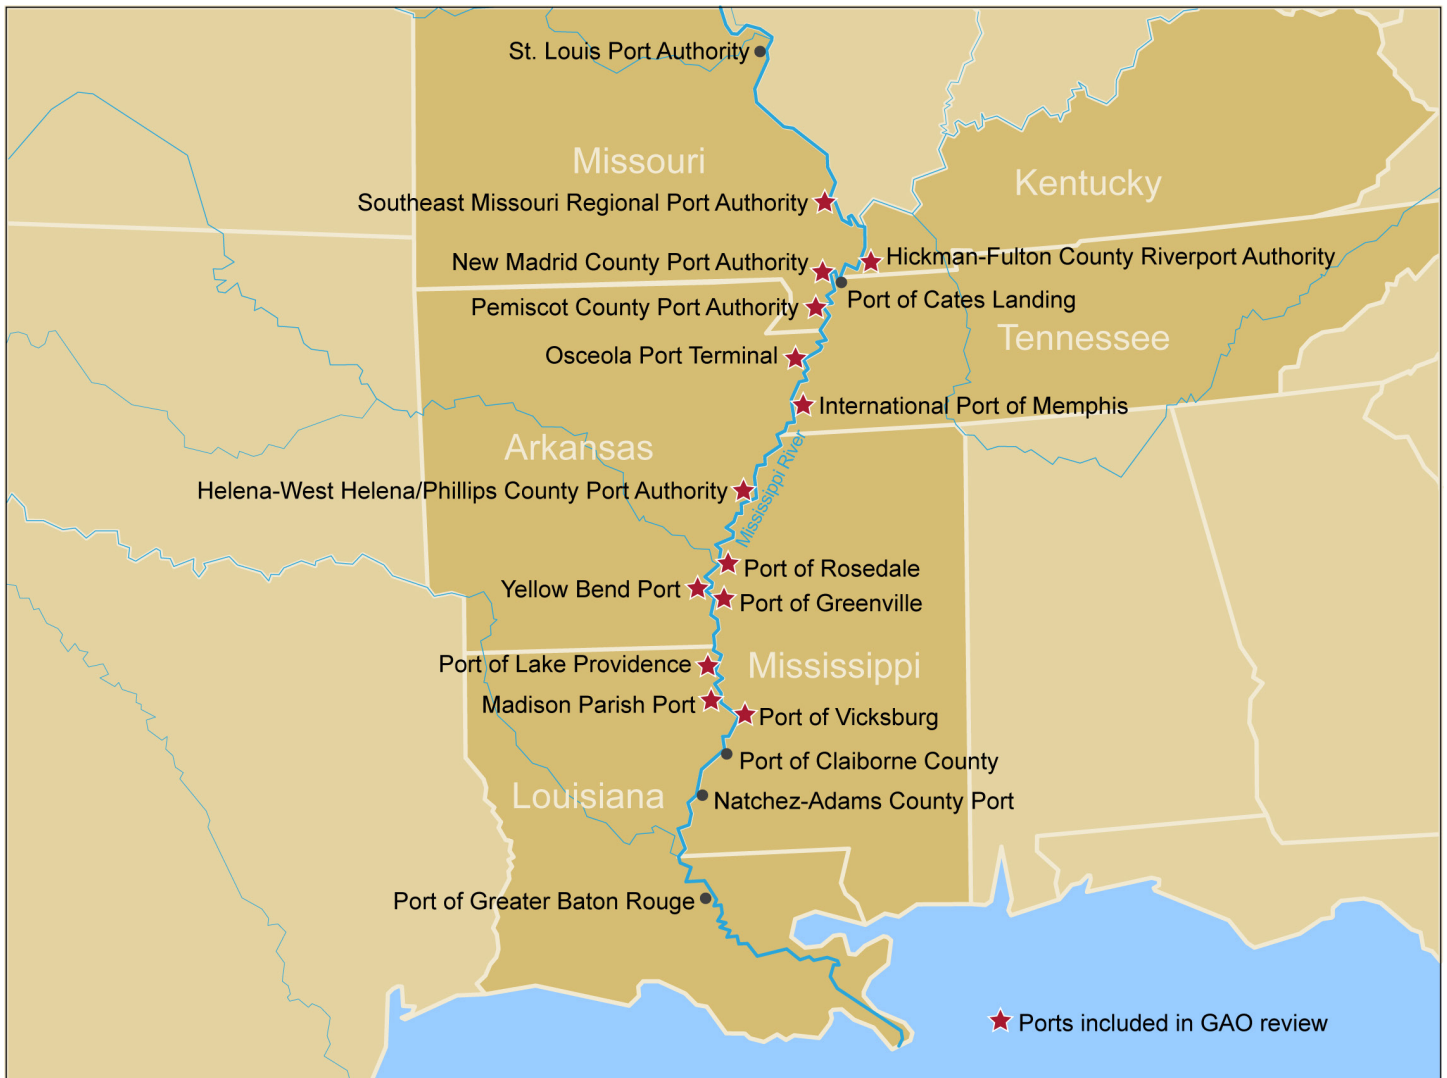 St. Louis Port Authority
Missouri
Kentucky
Southeast Missouri Regional Port Authority
New Madrid County Port Authority
Hickman-Fulton County Riverport Authority
Port of Cates Landing
Pemiscot County Port Authority
Tennessee
Osceola Port Terminal
International Port of Memphis
Arkansas
Mississippi River
Helena-West Helena/Phillips County Port Authority
Port of Rosedale
Yellow Bend Port
Port of Greenville
Port of Lake Providence
Mississippi
Madison Parish Port
Port of Vicksburg
Port of Claiborne County
Louisiana
Natchez-Adams County Port
Port of Greater Baton Rouge
Ports included in GAO review